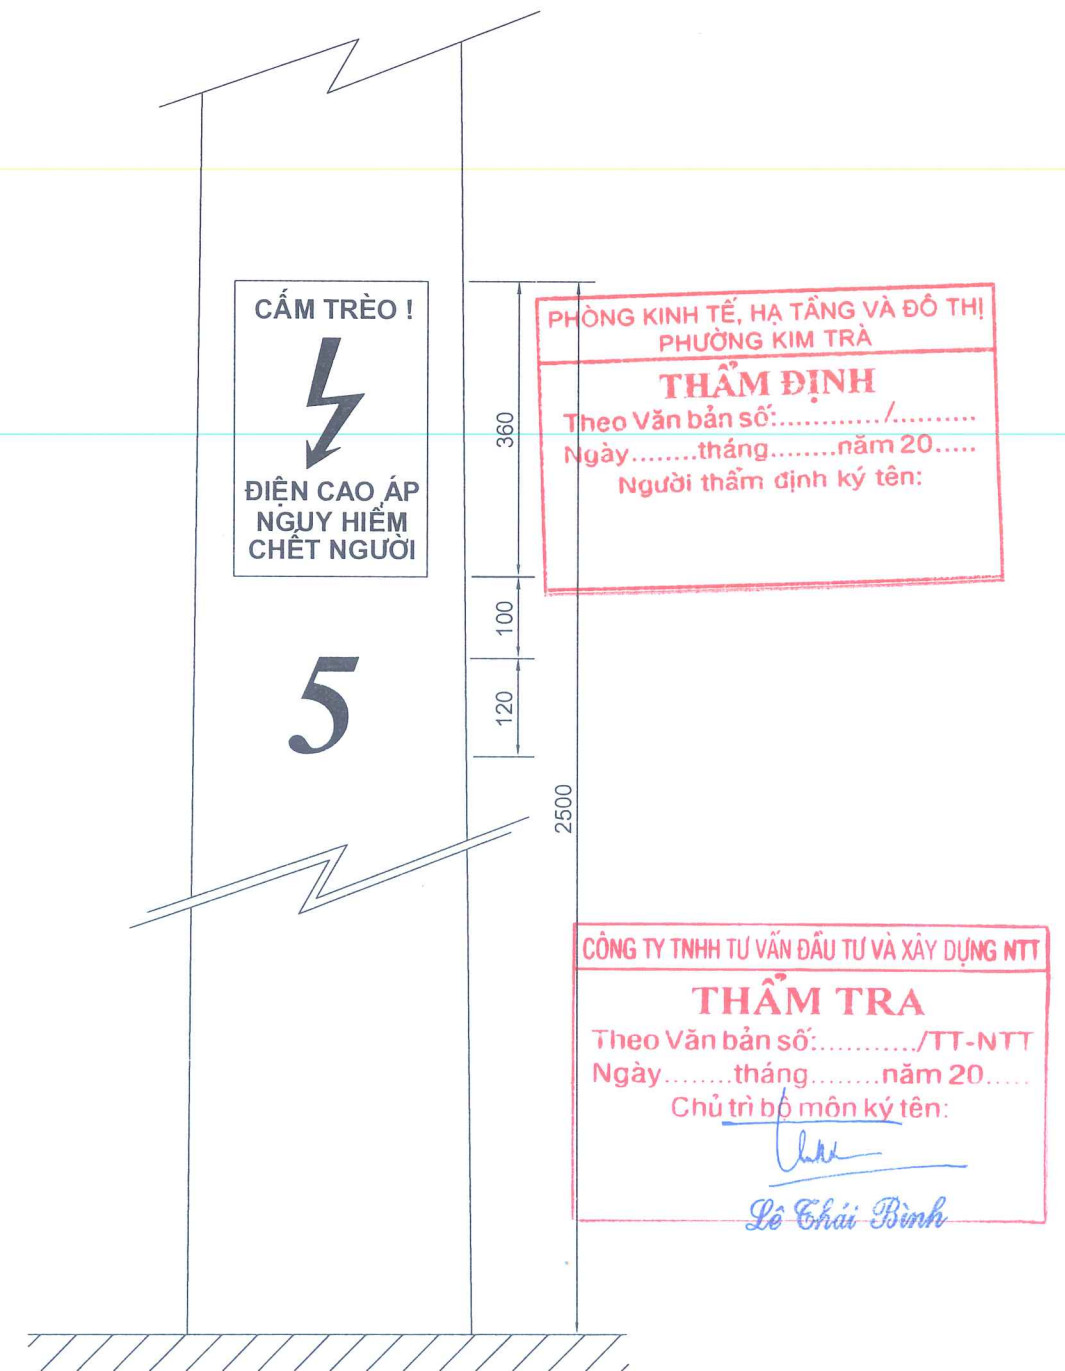 CẤM TRÈO !
ĐIỆN CAO ÁP
NGUY HIỂM
CHẾT NGƯỜI
5
360
100
120
2500
PHÒNG KINH TẾ, HẠ TẦNG VÀ ĐÔ THỊ
PHƯỜNG KIM TRÀ
THẨM ĐỊNH
Theo Văn bản số:............/..........
Ngày........tháng........năm 20.....
Người thẩm định ký tên:
CÔNG TY TNHH TƯ VẤN ĐẦU TƯ VÀ XÂY DỰNG NTT
THẨM TRA
Theo Văn bản số:.........../TT-NTT
Ngày........tháng........năm 20.....
Chủ trì bộ môn ký tên:
Lê Thái Bình